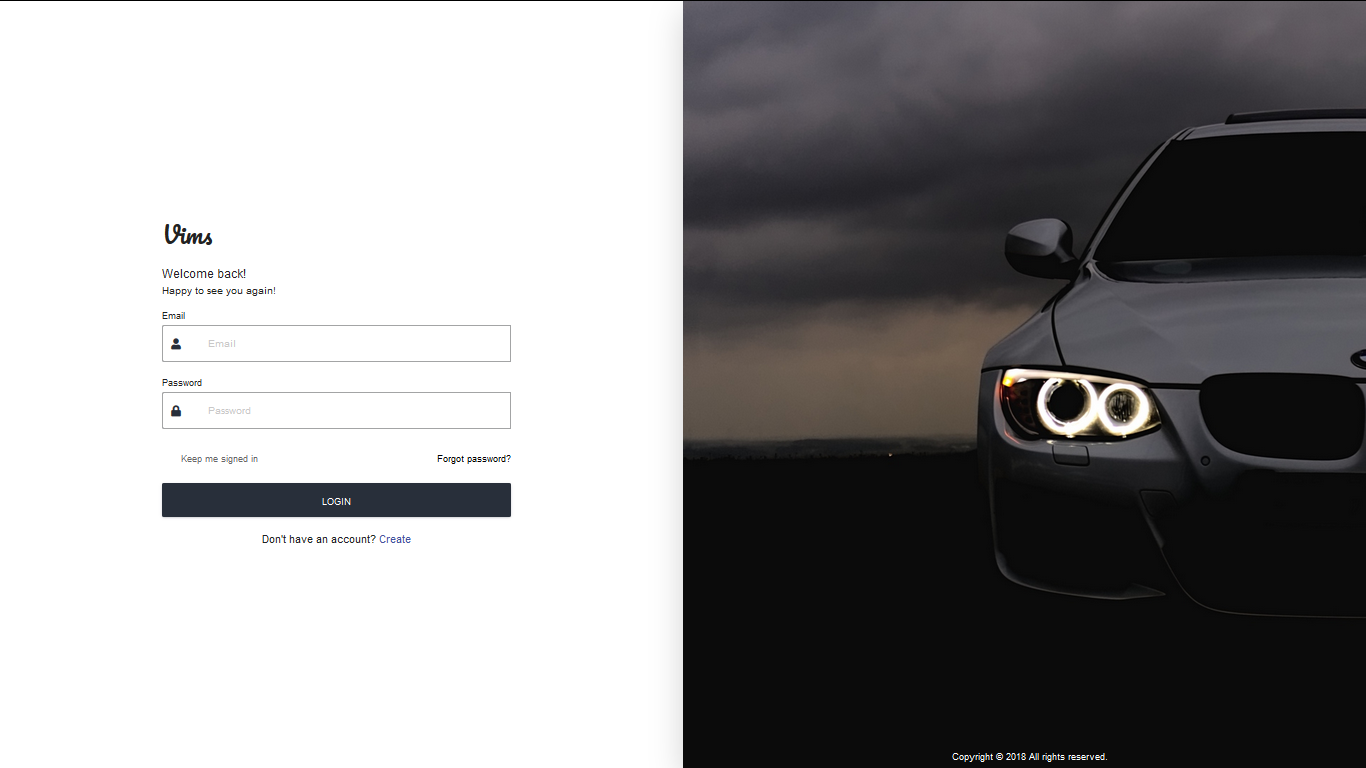 Vims
Welcome back!
Happy to see you again!
Email
Email
Password
Password
Keep me signed in Forgot password?
LOGIN
Don't have an account? Create
Copyright © 2018 All rights reserved.